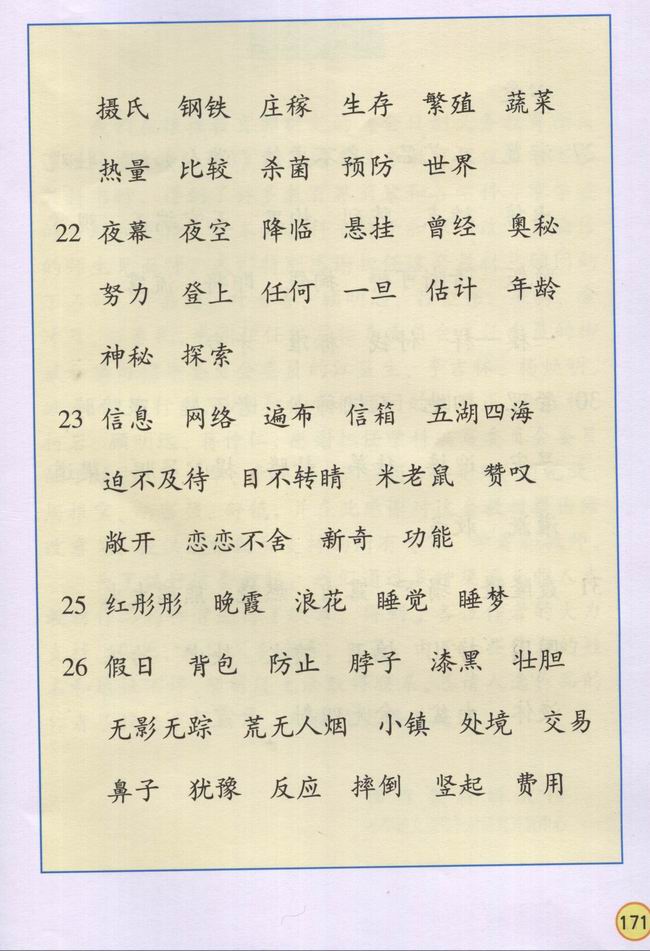 摄氏 钢铁 庄稼 生存 繁殖 蔬菜
热量 比较 杀菌 预防 世界
22 夜幕 夜空 降临 悬挂 曾经 奥秘
努力 登上 任何 一旦 估计 年龄
神秘 探索
23 信息 网络 遍布 信箱 五湖四海
迫不及待 目不转睛 米老鼠 赞叹
敞开 恋恋不舍 新奇 功能
25 红彤彤 晚霞 浪花 睡觉 睡梦
26 假日 背包 防止 脖子 漆黑 壮胆
无影无踪 荒无人烟 小镇 处境 交易
鼻子 犹豫 反应 摔倒 竖起 费用
171